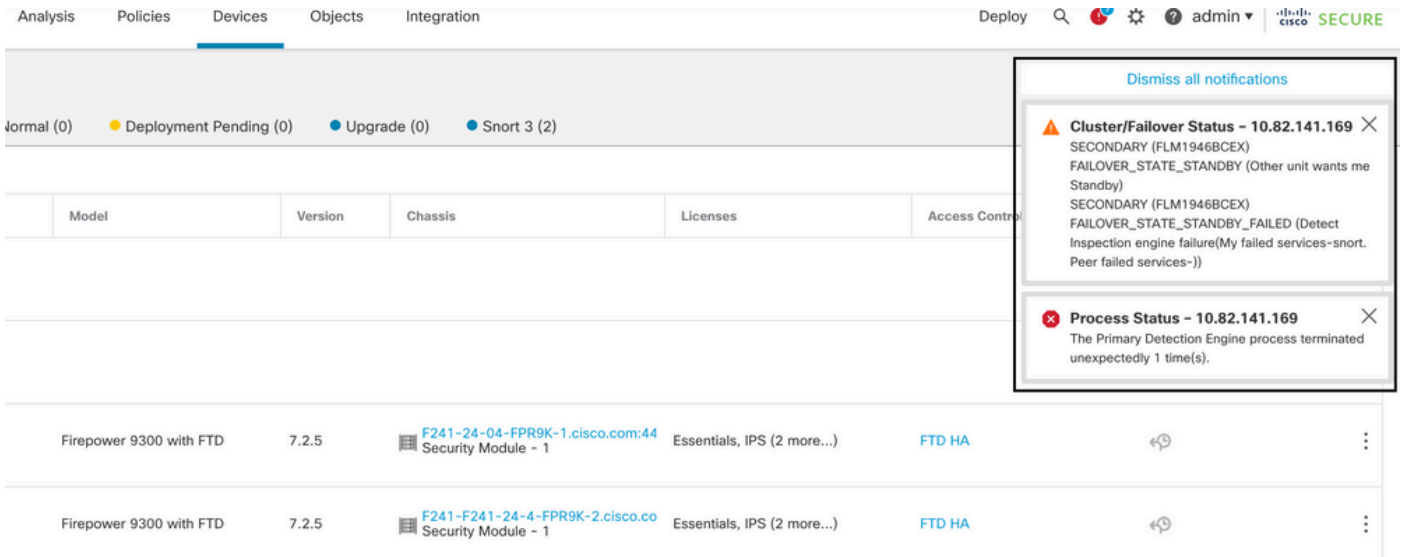 Analysis Policies Devices Objects Integration Deploy admin cisco SECURE
Dismiss all notifications
Normal (0) Deployment Pending (0) Upgrade (0) Snort 3 (2)
Cluster/Failover Status - 10.82.141.169
SECONDARY (FLM1946BCEX)
FAILOVER_STATE_STANDBY (Other unit wants me
Standby)
SECONDARY (FLM1946BCEX)
FAILOVER_STATE_STANDBY_FAILED (Detect
Inspection engine failure(My failed services-snort.
Peer failed services-))
Model Version Chassis Licenses Access Contro
Process Status - 10.82.141.169
The Primary Detection Engine process terminated
unexpectedly 1 time(s).
Firepower 9300 with FTD 7.2.5 F241-24-04-FPR9K-1.cisco.com:44 Essentials, IPS (2 more...) FTD HA
Security Module - 1
Firepower 9300 with FTD 7.2.5 F241-F241-24-4-FPR9K-2.cisco.co Essentials, IPS (2 more...) FTD HA
Security Module - 1